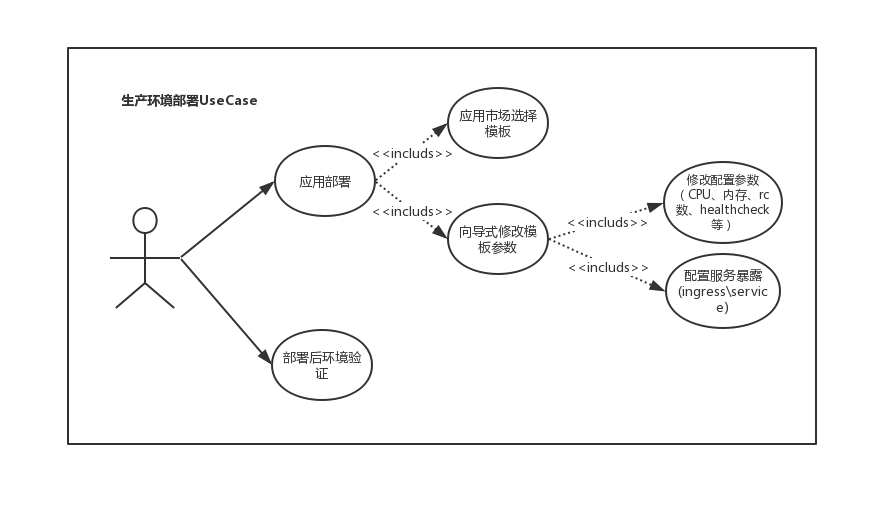 生产环境部署UseCase
应用市场选择
模板
<<includs>>
应用部署
修改配置参数
（ CPU、内存、rc
数、healthcheck
等 ）
<<includs>>
<<includs>>
向导式修改模
板参数
<<includs>>
配置服务暴露
(ingress\servic
e)
部署后环境验
证